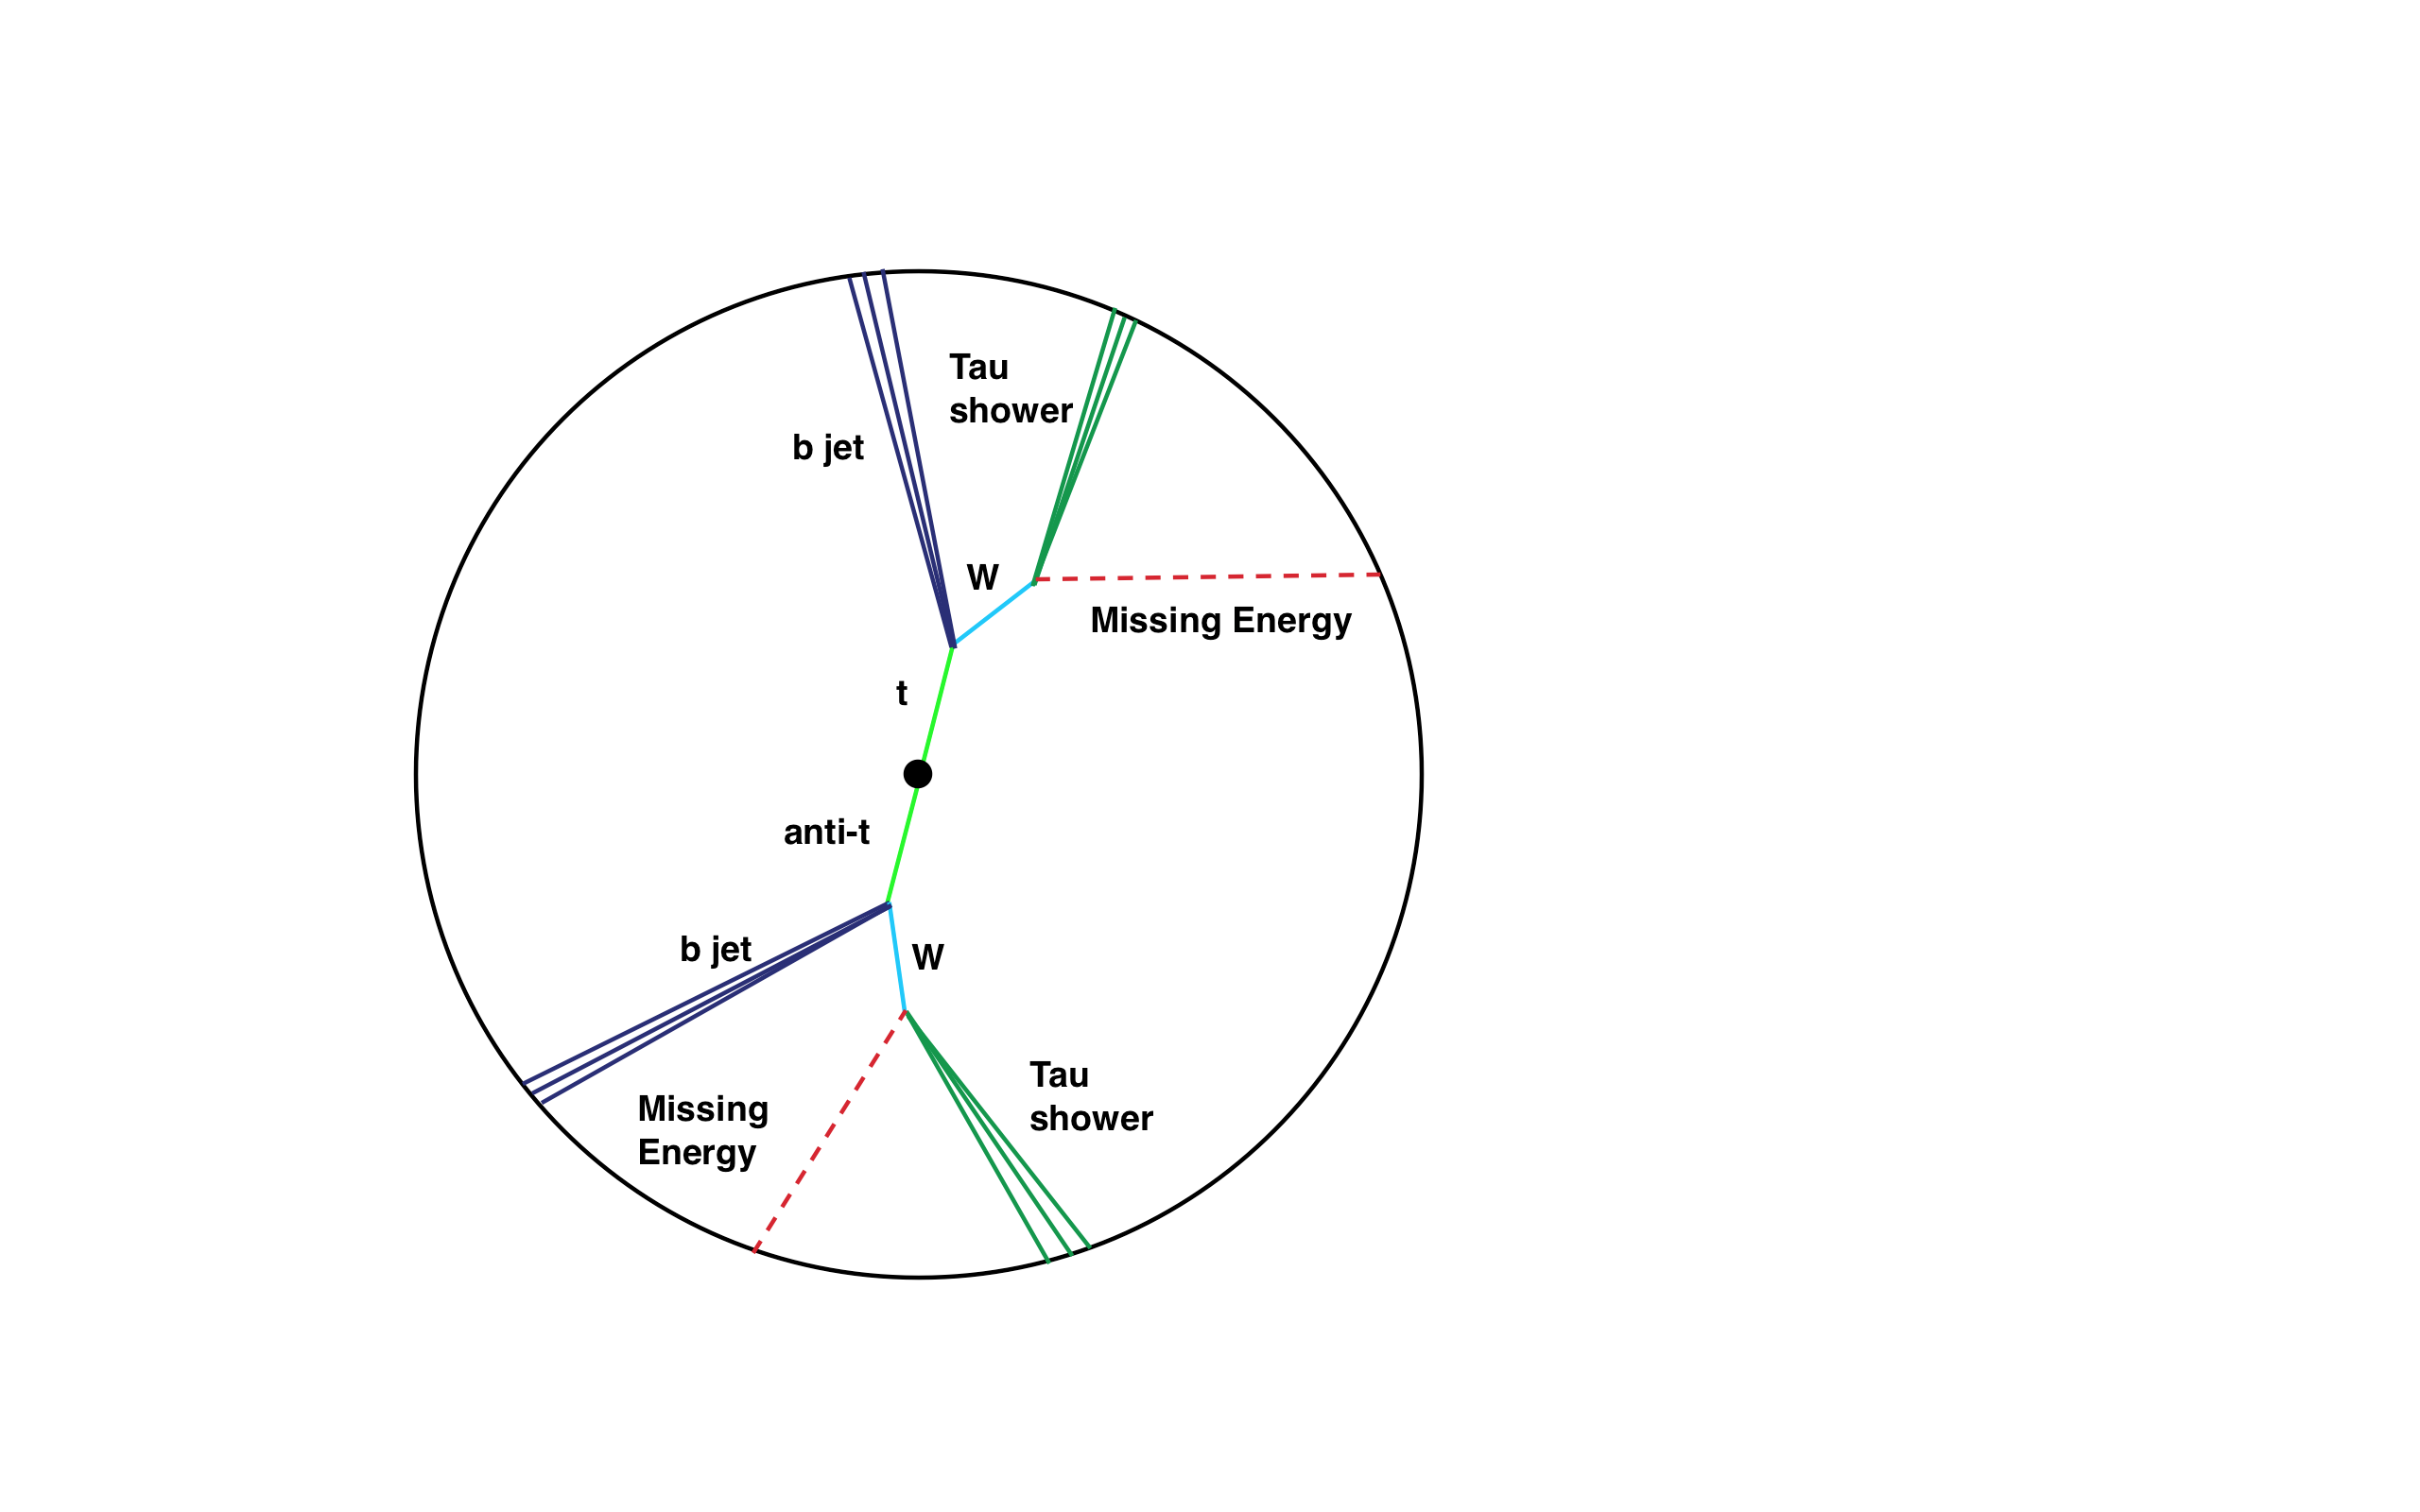 Tau
shower
b jet
W
Missing Energy
t
anti-t
b jet
W
Tau
shower
Missing
Energy